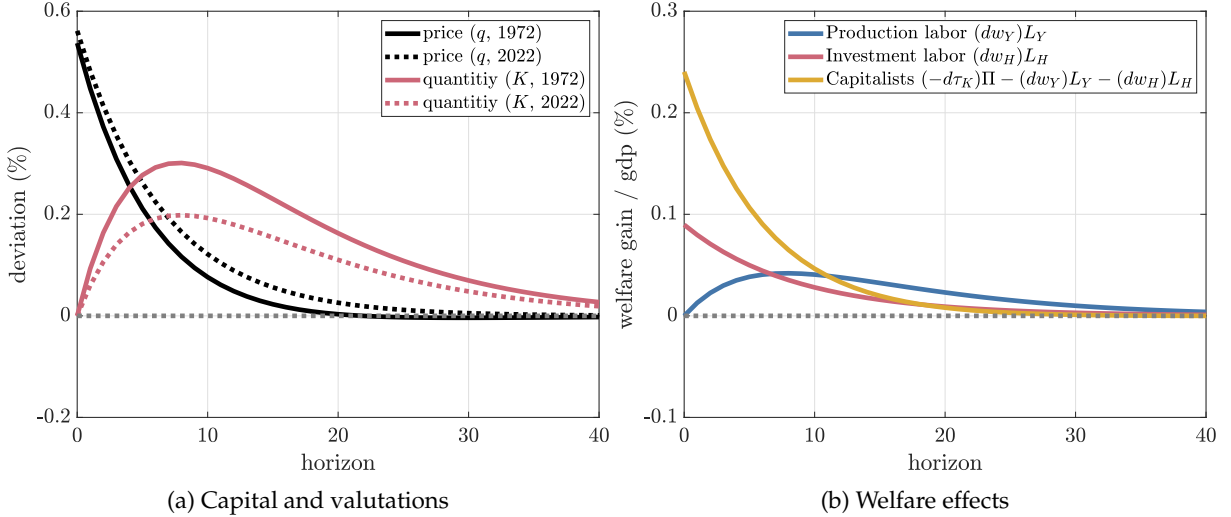 0.6
0.4
0.2
0
-0.2
deviation (%)
price (q, 1972)
price (q, 2022)
quantitiy (K, 1972)
quantitiy (K, 2022)
0 10 20 30 40
horizon
(a) Capital and valutations
0.3
0.2
0.1
0
-0.1
welfare gain / gdp (%)
Production labor (dw_Y)L_Y
Investment labor (dw_H)L_H
Capitalists (−dτ_K)Π − (dw_Y)L_Y − (dw_H)L_H
0 10 20 30 40
horizon
(b) Welfare effects